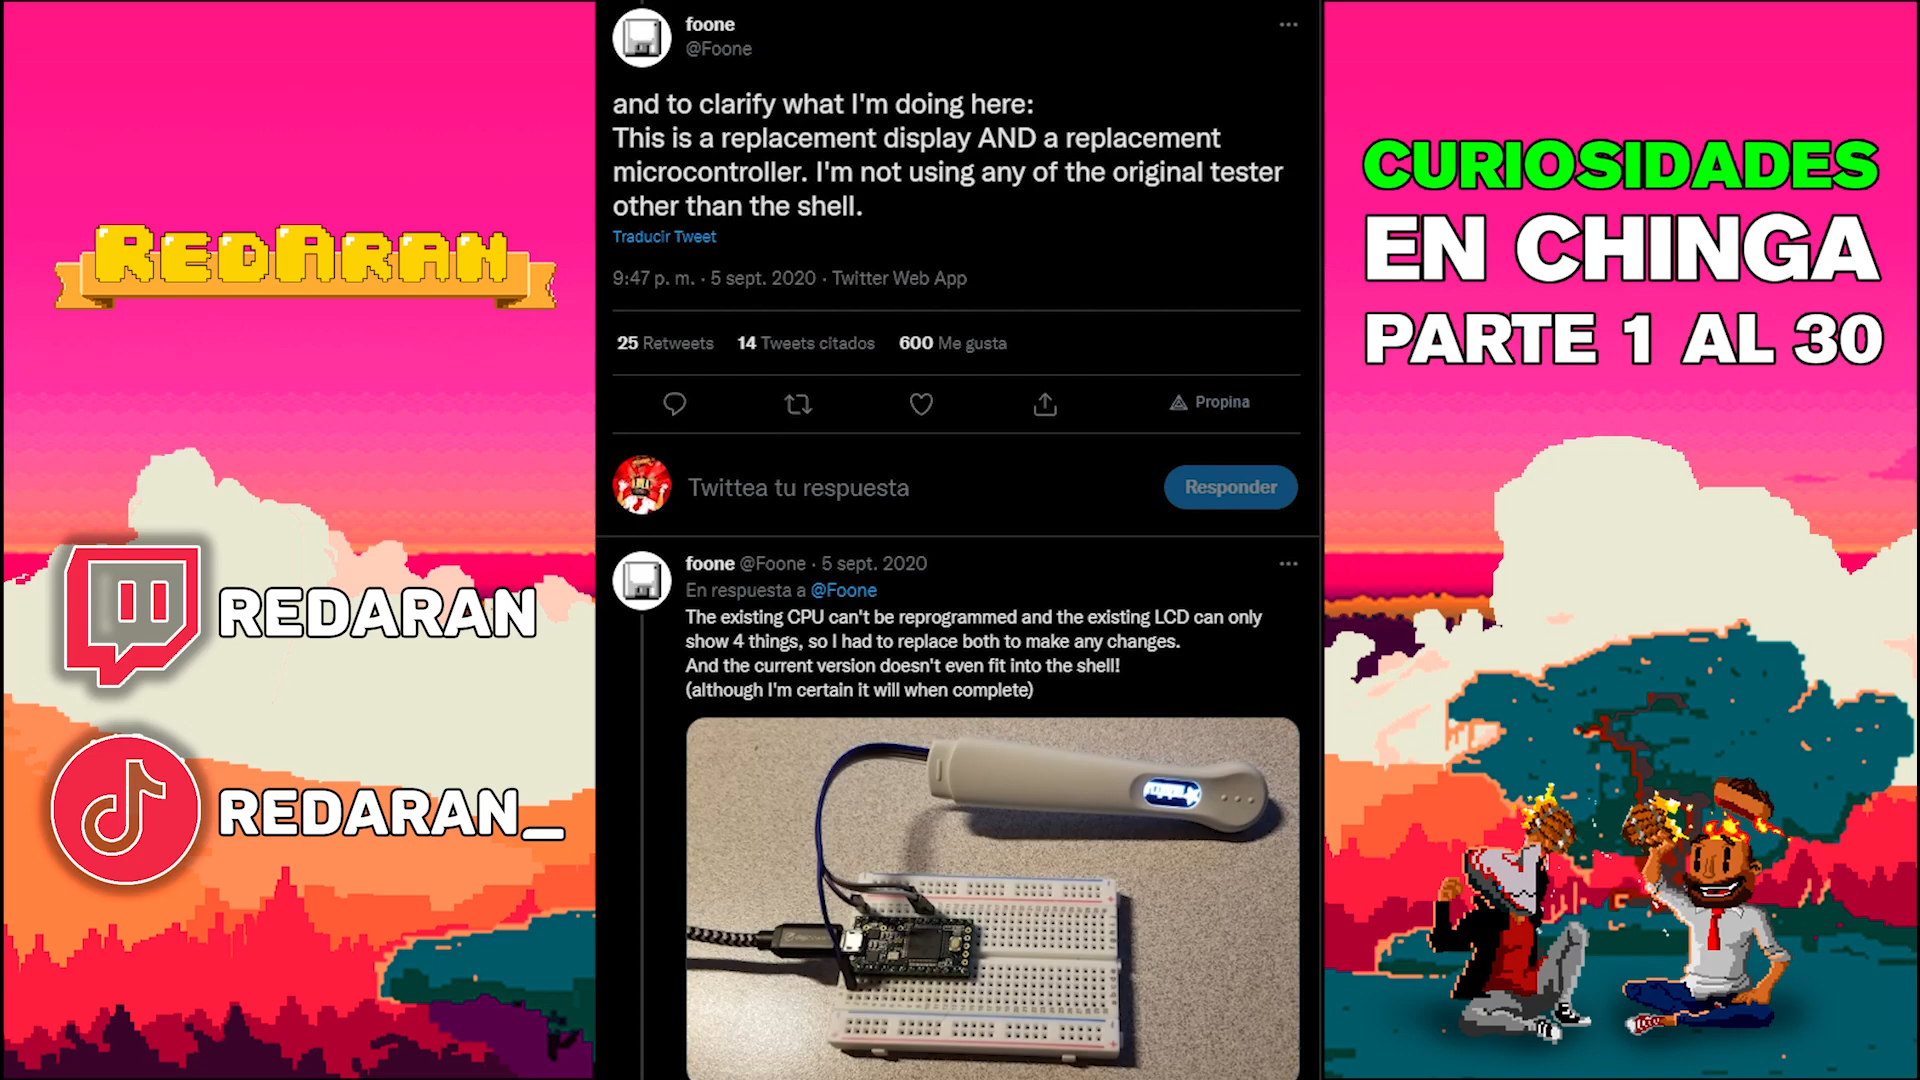 REDARAN
REDARAN
REDARAN_
foone
@Foone
and to clarify what I'm doing here:
This is a replacement display AND a replacement
microcontroller. I'm not using any of the original tester
other than the shell.
Traducir Tweet
9:47 p. m. · 5 sept. 2020 · Twitter Web App
25 Retweets 14 Tweets citados 600 Me gusta
Propina
Twittea tu respuesta
Responder
foone @Foone · 5 sept. 2020
En respuesta a @Foone
The existing CPU can't be reprogrammed and the existing LCD can only
show 4 things, so I had to replace both to make any changes.
And the current version doesn't even fit into the shell!
(although I'm certain it will when complete)
CURIOSIDADES
EN CHINGA
PARTE 1 AL 30